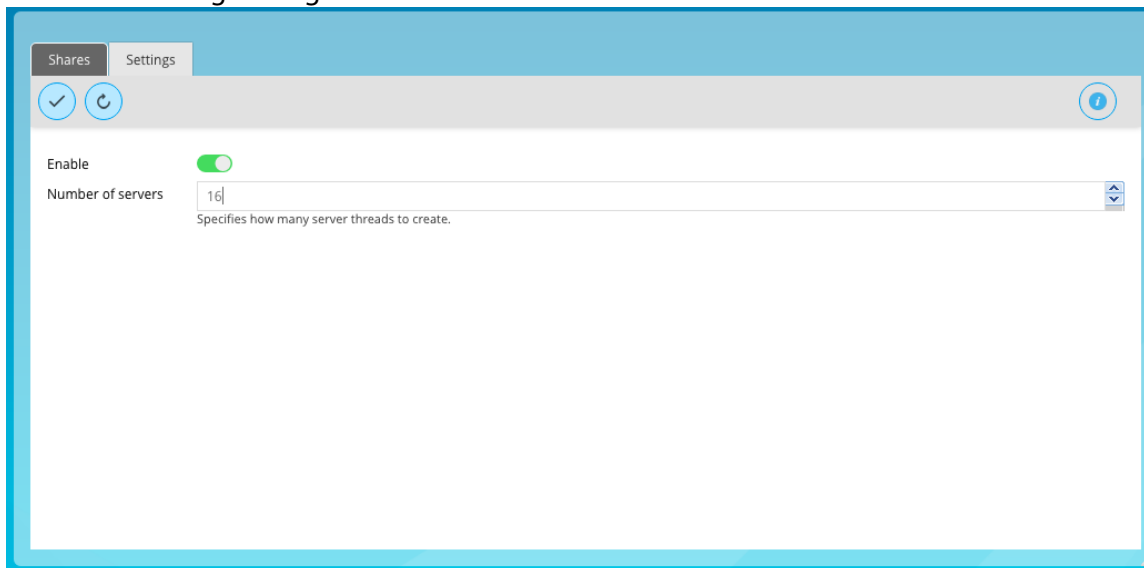 Shares Settings
Enable
Number of servers 16
Specifies how many server threads to create.